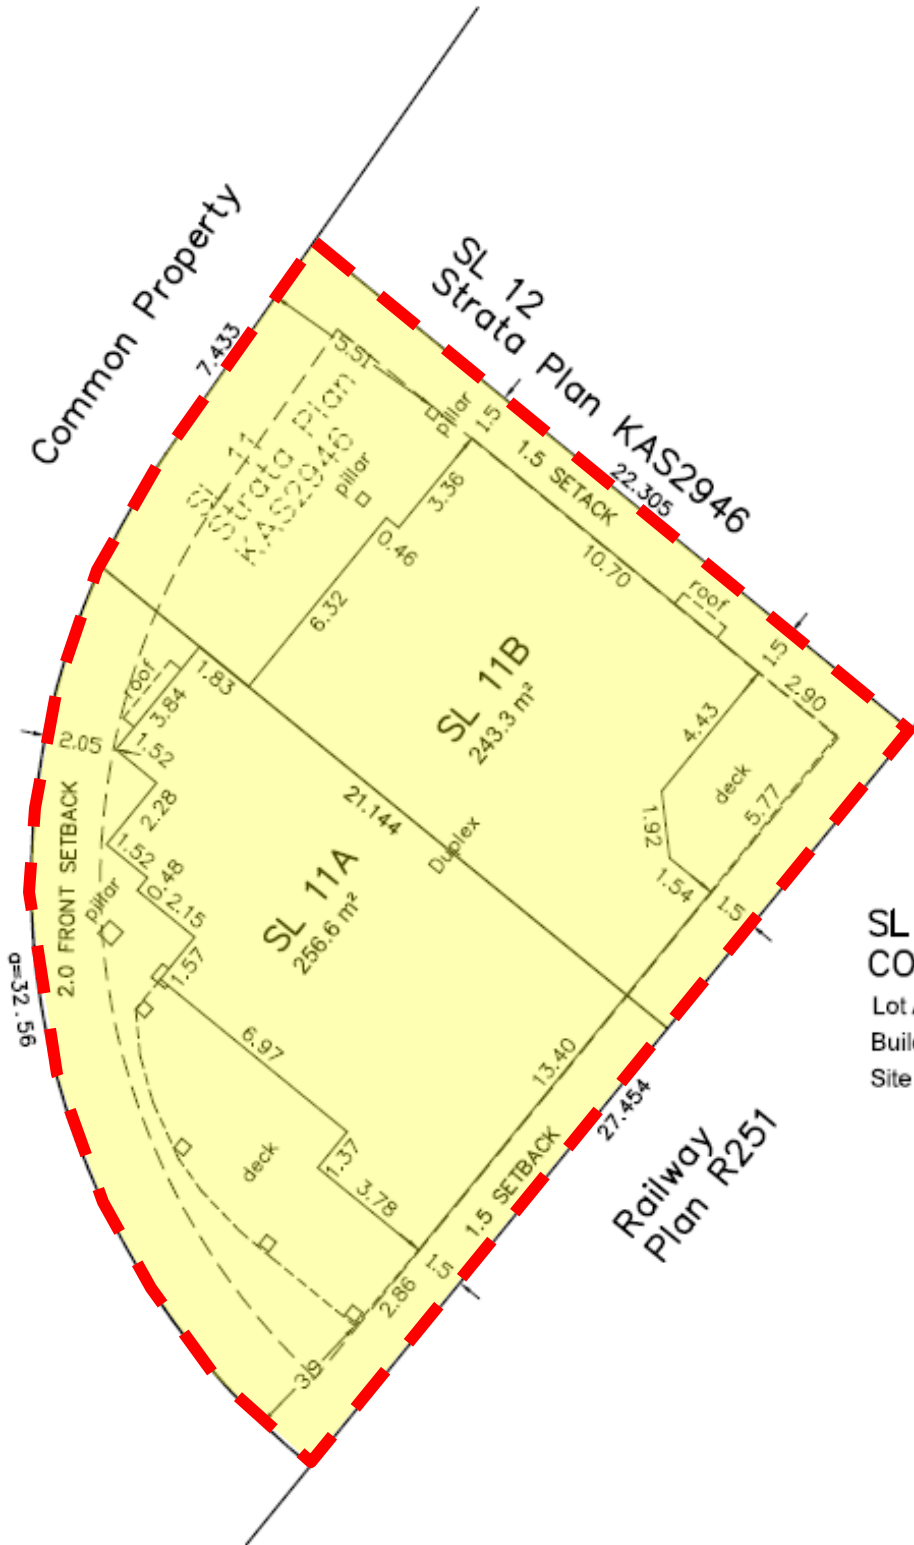 Common Property
7.433
SL 12
Strata Plan KAS2946
5.51
SL 11
Strata Plan
KAS2946
pillar
pillar
1.5
1.5 SETACK
22.305
3.36
0.46
6.32
10.70
roof
1.5
2.90
SL 11B
243.3 m²
4.43
deck
5.77
1.92
1.54
1.5
roof
3.84
1.83
2.05
1.52
2.28
1.52
0.48
2.15
pillar
1.57
2.0 FRONT SETBACK
a=32.56
21.144
Duplex
SL 11A
256.6 m²
6.97
13.40
27.454
deck
1.37
3.78
1.5 SETBACK
1.5
2.86
3.9
Railway
Plan R251
SL
CO
Lot
Site